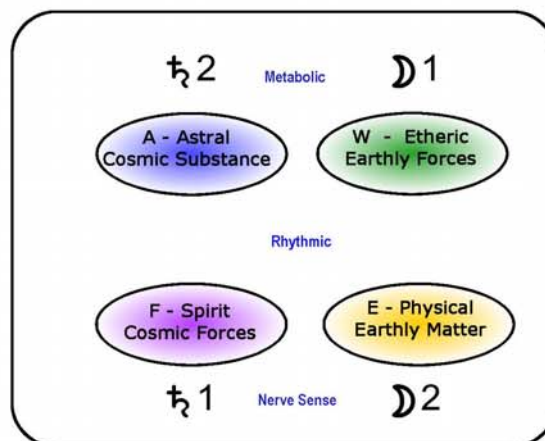 ♄2 Metabolic ☽1
A - Astral
Cosmic Substance
W - Etheric
Earthly Forces
Rhythmic
F - Spirit
Cosmic Forces
E - Physical
Earthly Matter
♄1 Nerve Sense ☽2